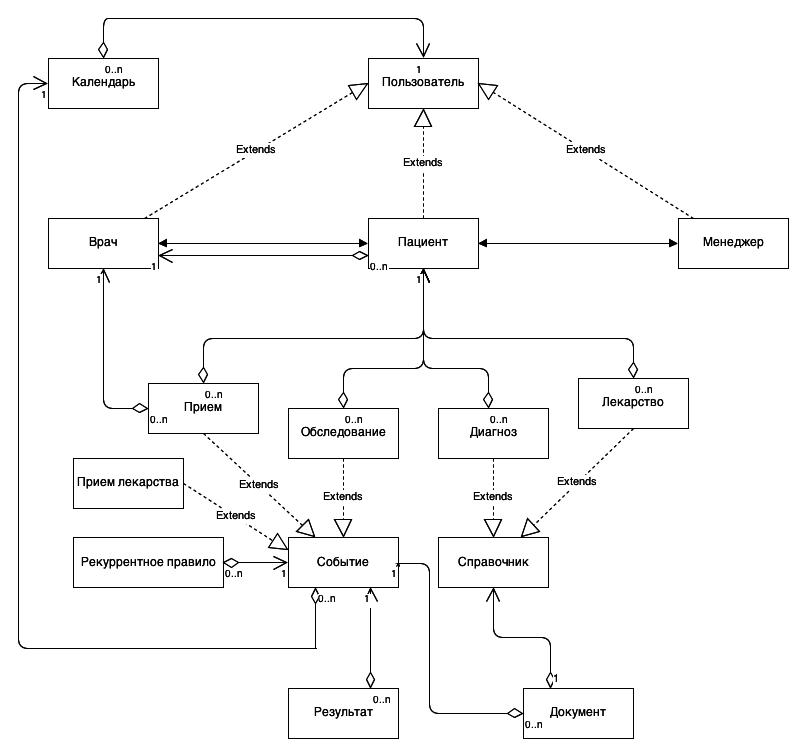 0..n
Календарь
1
1
Пользователь
Extends
Extends
Extends
Врач
Пациент
Менеджер
1
0..n
1
1
0..n
Прием
0..n
0..n
Обследование
0..n
Диагноз
0..n
Лекарство
Прием лекарства
Extends
Extends
Extends
Extends
Extends
Рекуррентное правило
0..n
1
Событие
1
Справочник
0..n
1
0..n
Результат
1
Документ
0..n